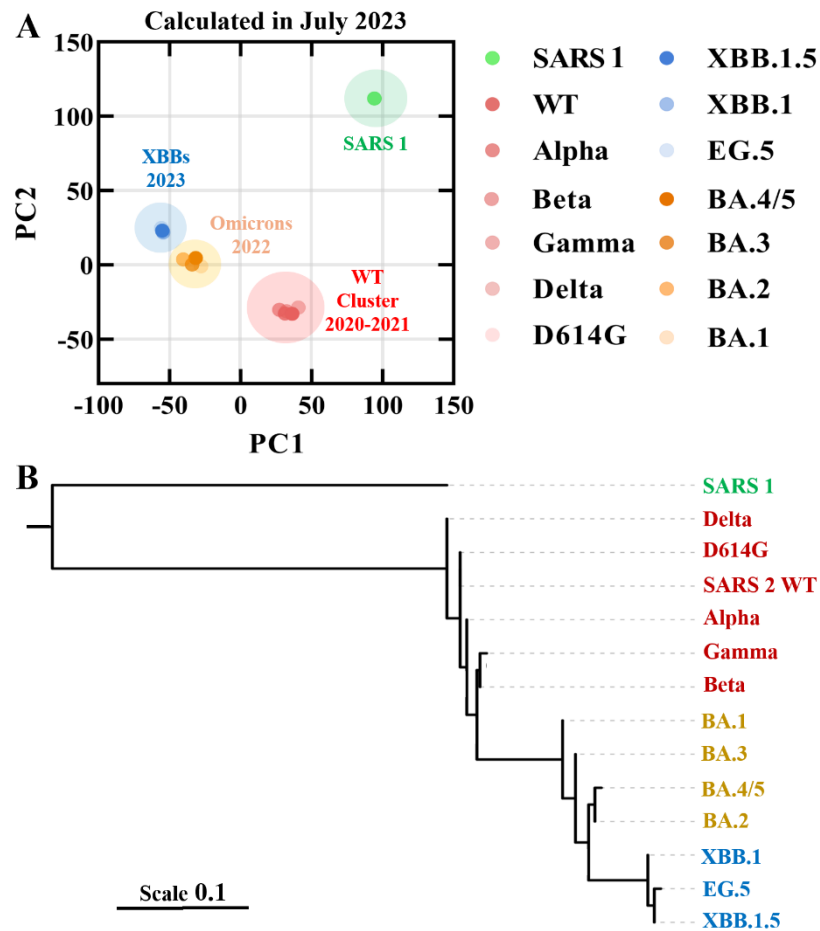 A
Calculated in July 2023
150
100
50
0
-50
-100
-50
0
50
100
150
PC2
PC1
SARS 1
XBBs
2023
Omicrons
2022
WT
Cluster
2020-2021
SARS 1
WT
Alpha
Beta
Gamma
Delta
D614G
XBB.1.5
XBB.1
EG.5
BA.4/5
BA.3
BA.2
BA.1
B
SARS 1
Delta
D614G
SARS 2 WT
Alpha
Gamma
Beta
BA.1
BA.3
BA.4/5
BA.2
XBB.1
EG.5
XBB.1.5
Scale 0.1